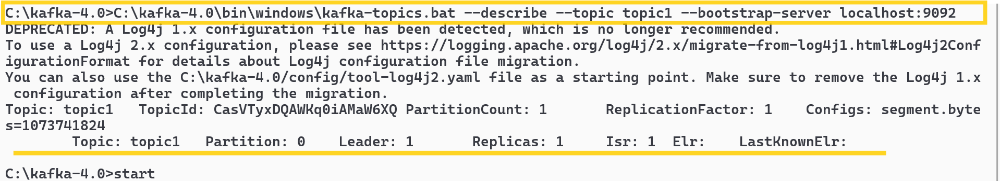 C:\kafka-4.0>C:\kafka-4.0\bin\windows\kafka-topics.bat --describe --topic topic1 --bootstrap-server localhost:9092
DEPRECATED: A Log4j 1.x configuration file has been detected, which is no longer recommended.
To use a Log4j 2.x configuration, please see https://logging.apache.org/log4j/2.x/migrate-from-log4j1.html#Log4j2Conf
igurationFormat for details about Log4j configuration file migration.
You can also use the C:\kafka-4.0/config/tool-log4j2.yaml file as a starting point. Make sure to remove the Log4j 1.x
 configuration after completing the migration.
Topic: topic1   TopicId: CasVTyxDQAWKq0iAMaW6XQ PartitionCount: 1       ReplicationFactor: 1    Configs: segment.byte
s=1073741824
        Topic: topic1   Partition: 0    Leader: 1       Replicas: 1     Isr: 1  Elr:    LastKnownElr:
C:\kafka-4.0>start